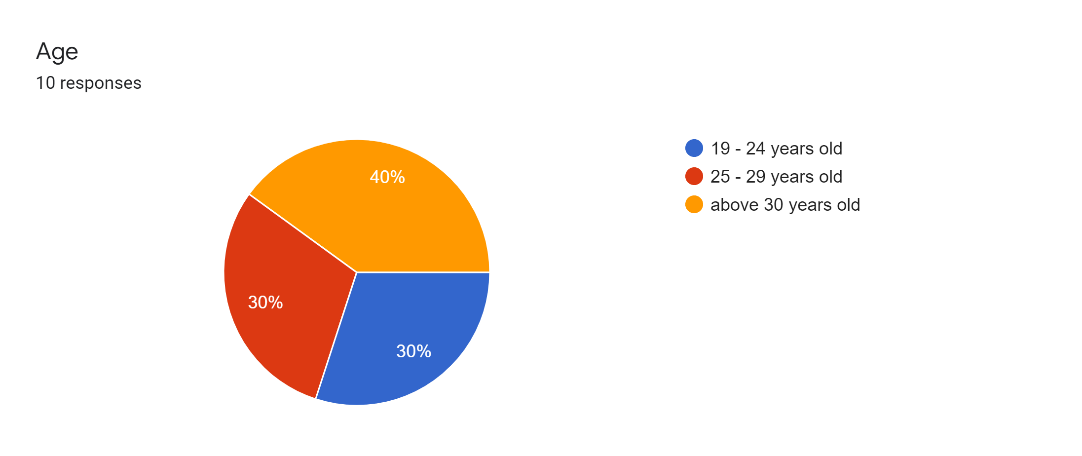 Age
10 responses
40%
30%
30%
19 - 24 years old
25 - 29 years old
above 30 years old